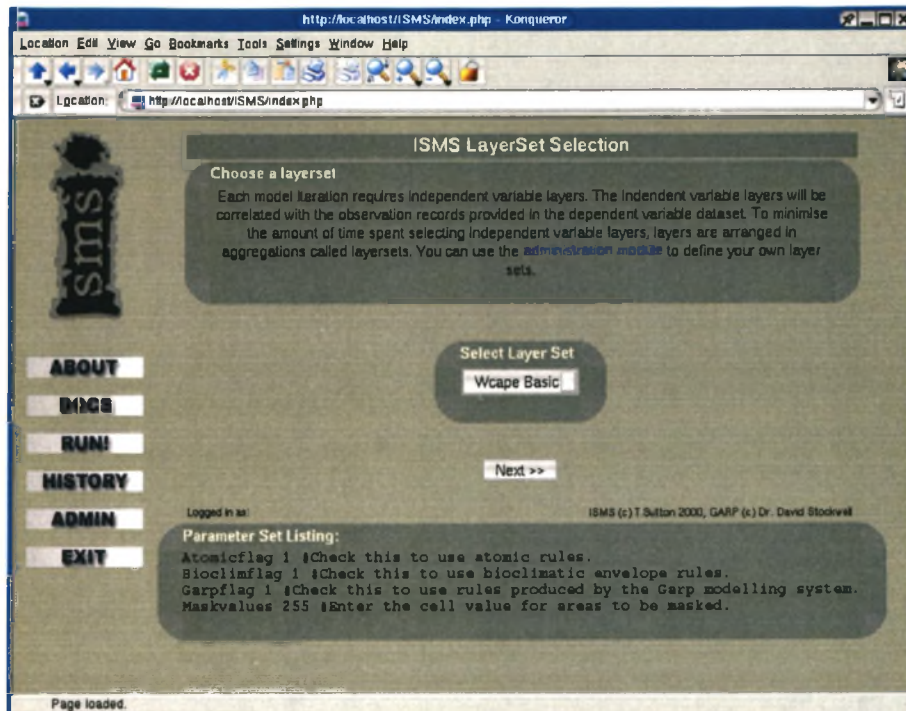 http://localhost/ISMS/index.php - Konqueror
Location Edit View Go Bookmarks Tools Settings Window Help
Location: http://localhost/ISMS/index.php
isms
ISMS LayerSet Selection
Choose a layerset
Each model iteration requires independent variable layers. The indendent variable layers will be
correlated with the observation records provided in the dependent variable dataset. To minimise
the amount of time spent selecting independent variable layers, layers are arranged in
aggregations called layersets. You can use the administration module to define your own layer
sets.
Select Layer Set
Wcape Basic
Next >>
ABOUT
DOCS
RUN!
HISTORY
ADMIN
EXIT
Logged in as:
ISMS (c) T.Sutton 2000, GARP (c) Dr. David Stockwell
Parameter Set Listing:
Atomicflag 1 #Check this to use atomic rules.
Bioclimflag 1 #Check this to use bioclimatic envelope rules.
Garpflag 1 #Check this to use rules produced by the Garp modelling system.
Maskvalues 255 #Enter the cell value for areas to be masked.
Page loaded.